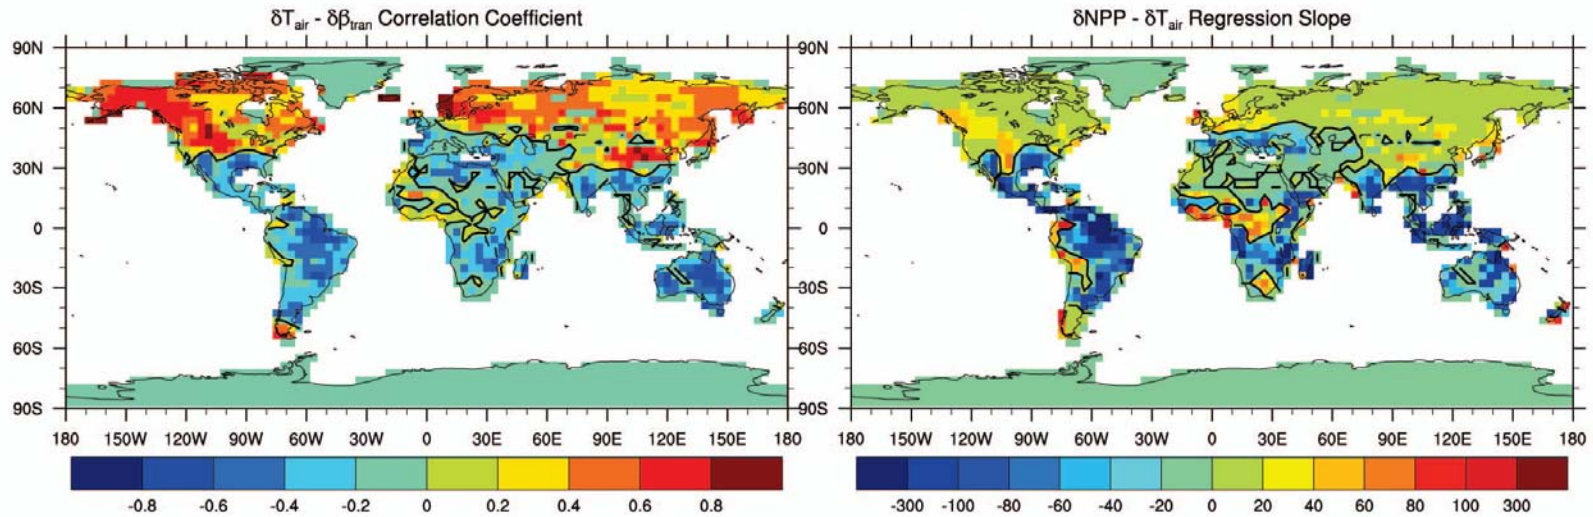 δT_air - δβ_tran Correlation Coefficient
90N
60N
30N
0
30S
60S
90S
180 150W 120W 90W 60W 30W 0 30E 60E 90E 120E 150E 180
-0.8 -0.6 -0.4 -0.2 0 0.2 0.4 0.6 0.8
δNPP - δT_air Regression Slope
90N
60N
30N
0
30S
60S
90S
180 150W 120W 90W 60W 30W 0 30E 60E 90E 120E 150E 180
-300 -100 -80 -60 -40 -20 0 20 40 60 80 100 300